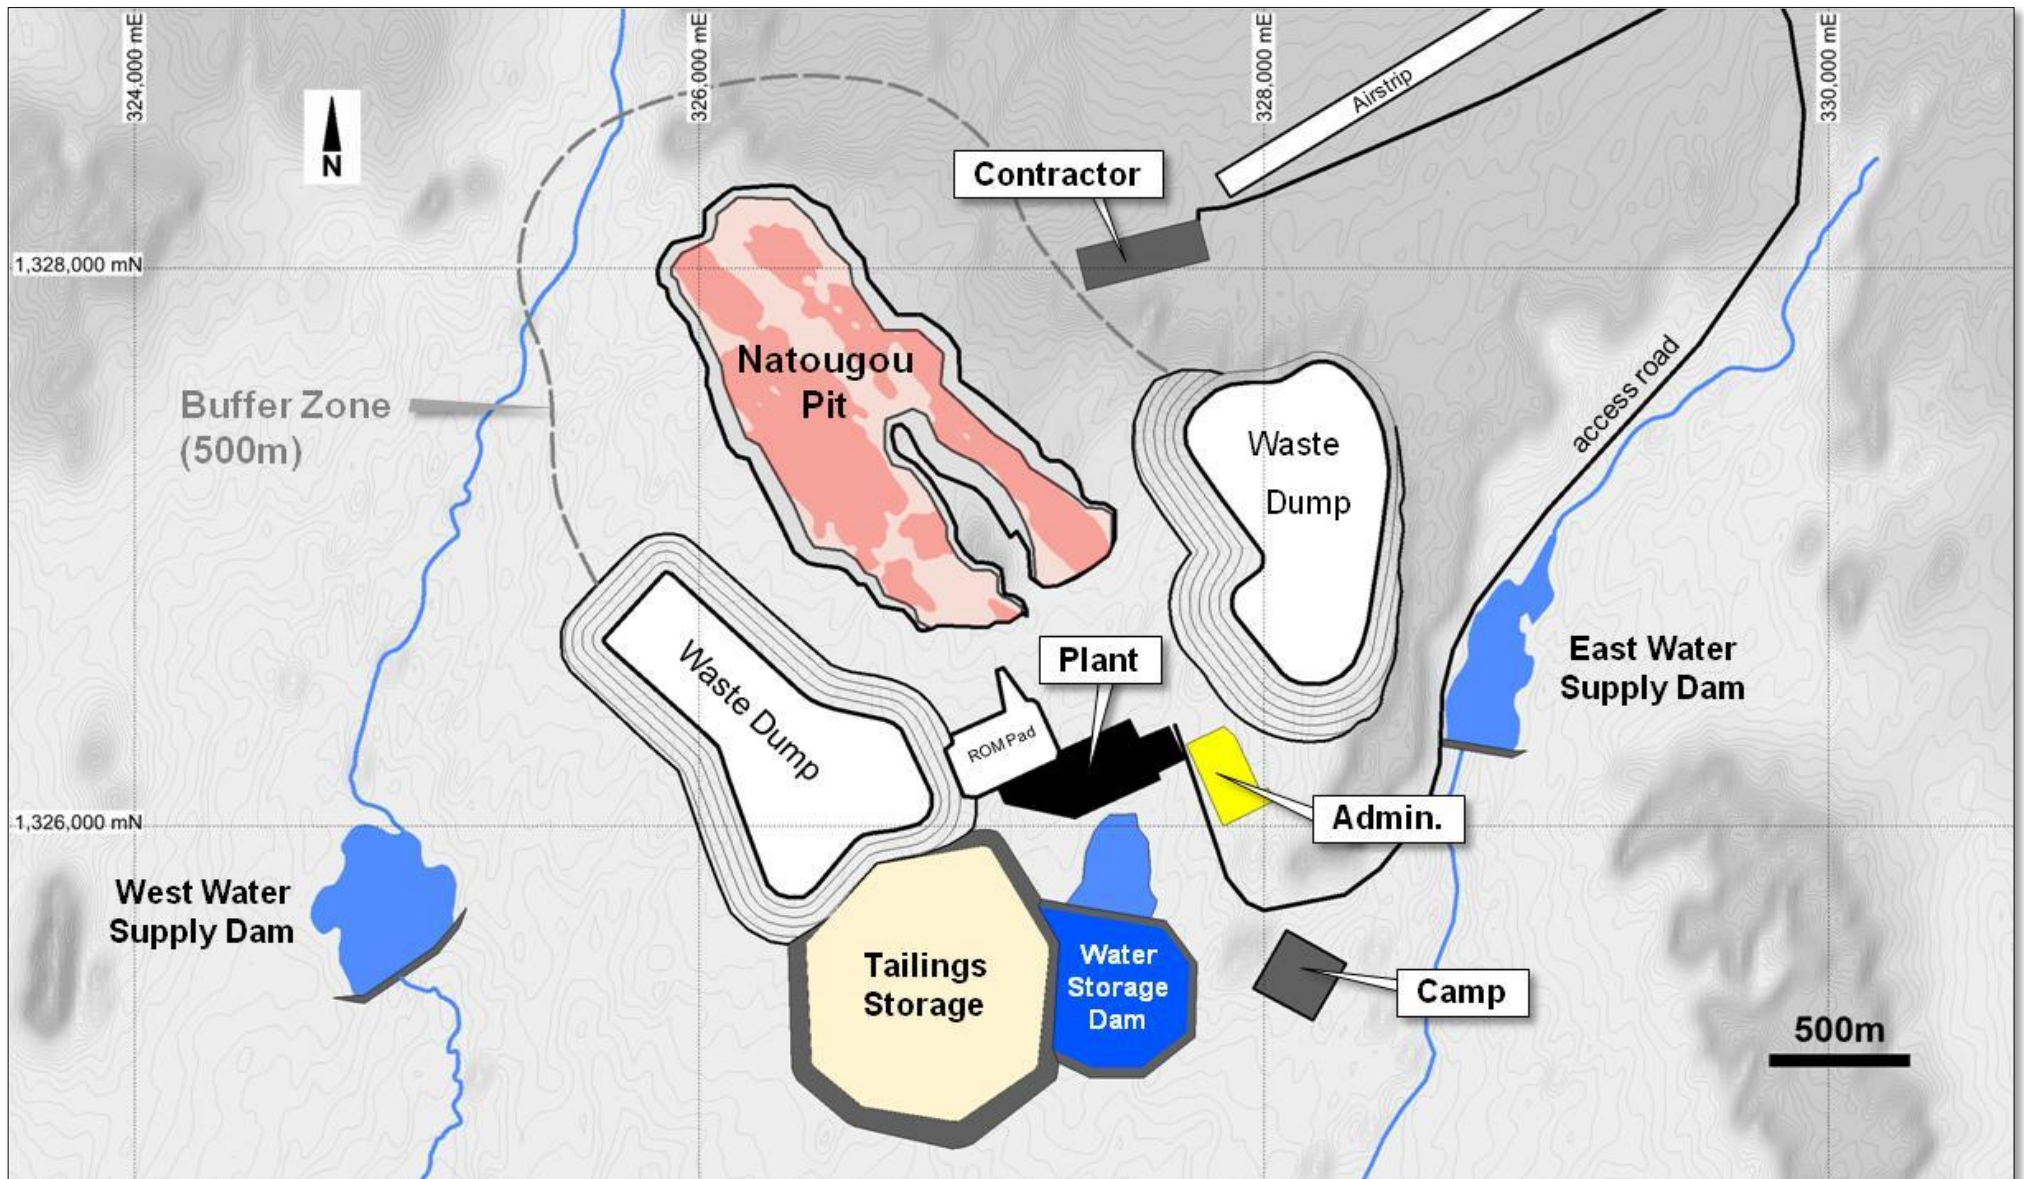 324,000 mE
326,000 mE
328,000 mE
330,000 mE
Airstrip
N
Contractor
1,328,000 mN
Natougou
Pit
access road
Buffer Zone
(500m)
Waste
Dump
Plant
East Water
Supply Dam
Waste Dump
ROM Pad
Admin.
1,326,000 mN
West Water
Supply Dam
Tailings
Storage
Water
Storage
Dam
Camp
500m